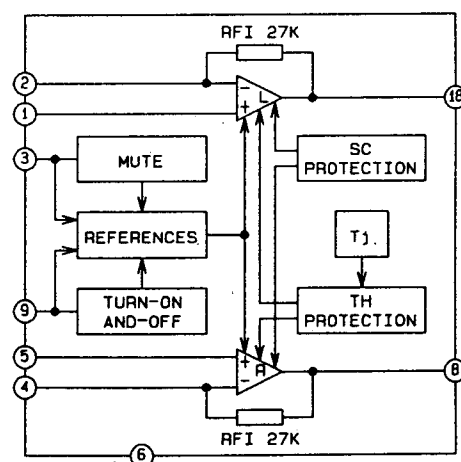 RFI 27K
2
-
L
18
1
+
3
MUTE
SC
PROTECTION
REFERENCES
Tj.
9
TURN-ON
AND-OFF
TH
PROTECTION
5
+
A
8
4
-
RFI 27K
6